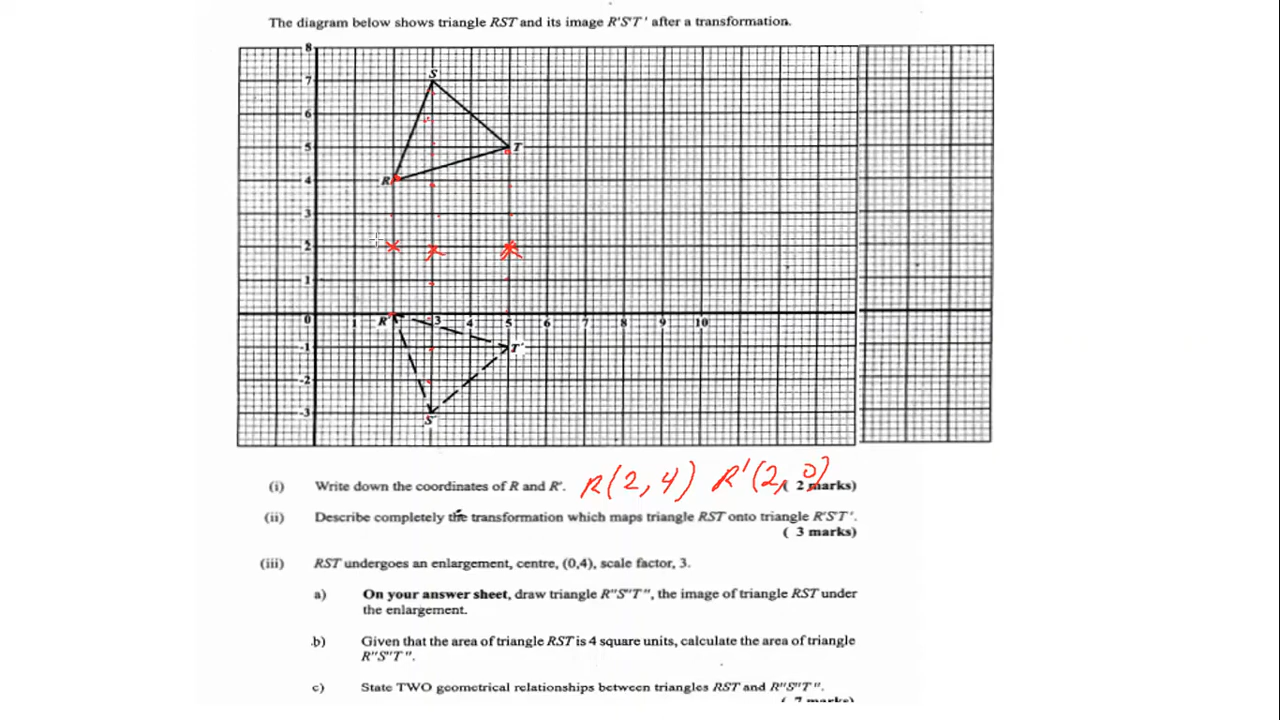 The diagram below shows triangle RST and its image R'S'T' after a transformation.
8
S
7
6
5
T
R
4
3
2
1
0
1
R'
3
4
5
6
7
8
9
10
-1
T'
-2
-3
S'
(i) Write down the coordinates of R and R'. R(2,4) R'(2,0) ( 2 marks)
(ii) Describe completely the transformation which maps triangle RST onto triangle R'S'T'.
( 3 marks)
(iii) RST undergoes an enlargement, centre, (0,4), scale factor, 3.
a) On your answer sheet, draw triangle R"S"T", the image of triangle RST under
the enlargement.
b) Given that the area of triangle RST is 4 square units, calculate the area of triangle
R"S"T".
c) State TWO geometrical relationships between triangles RST and R"S"T".
( 7 marks)